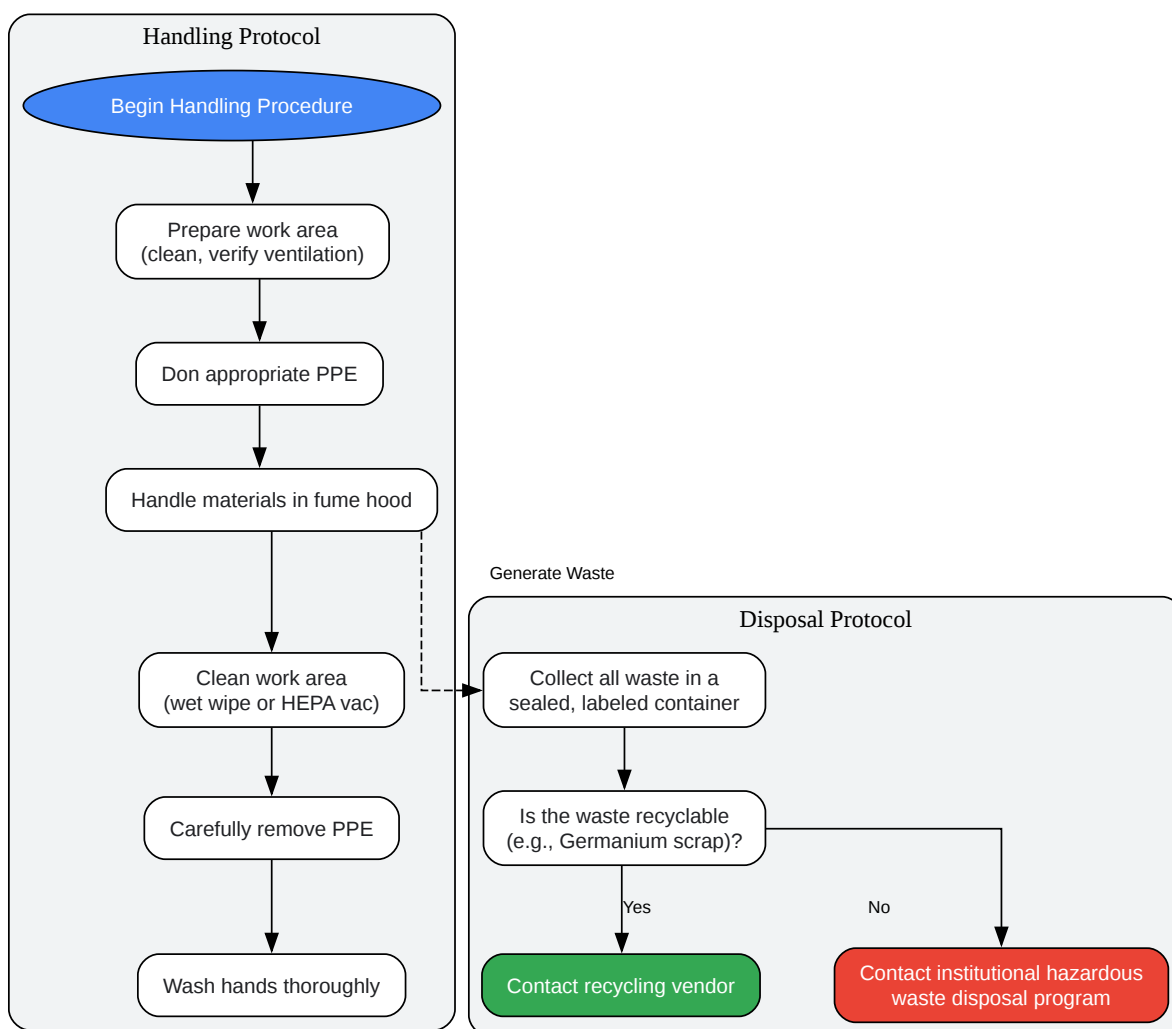 Handling Protocol
Begin Handling Procedure
Prepare work area
(clean, verify ventilation)
Don appropriate PPE
Handle materials in fume hood
Clean work area
(wet wipe or HEPA vac)
Carefully remove PPE
Wash hands thoroughly
Generate Waste
Disposal Protocol
Collect all waste in a
sealed, labeled container
Is the waste recyclable
(e.g., Germanium scrap)?
Yes
No
Contact recycling vendor
Contact institutional hazardous
waste disposal program